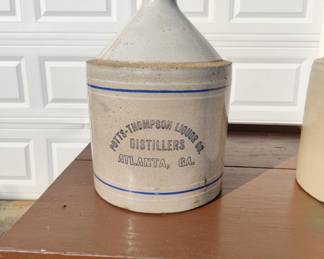 POTTS-THOMPSON LIQUOR CO.
DISTILLERS
ATLANTA, GA.